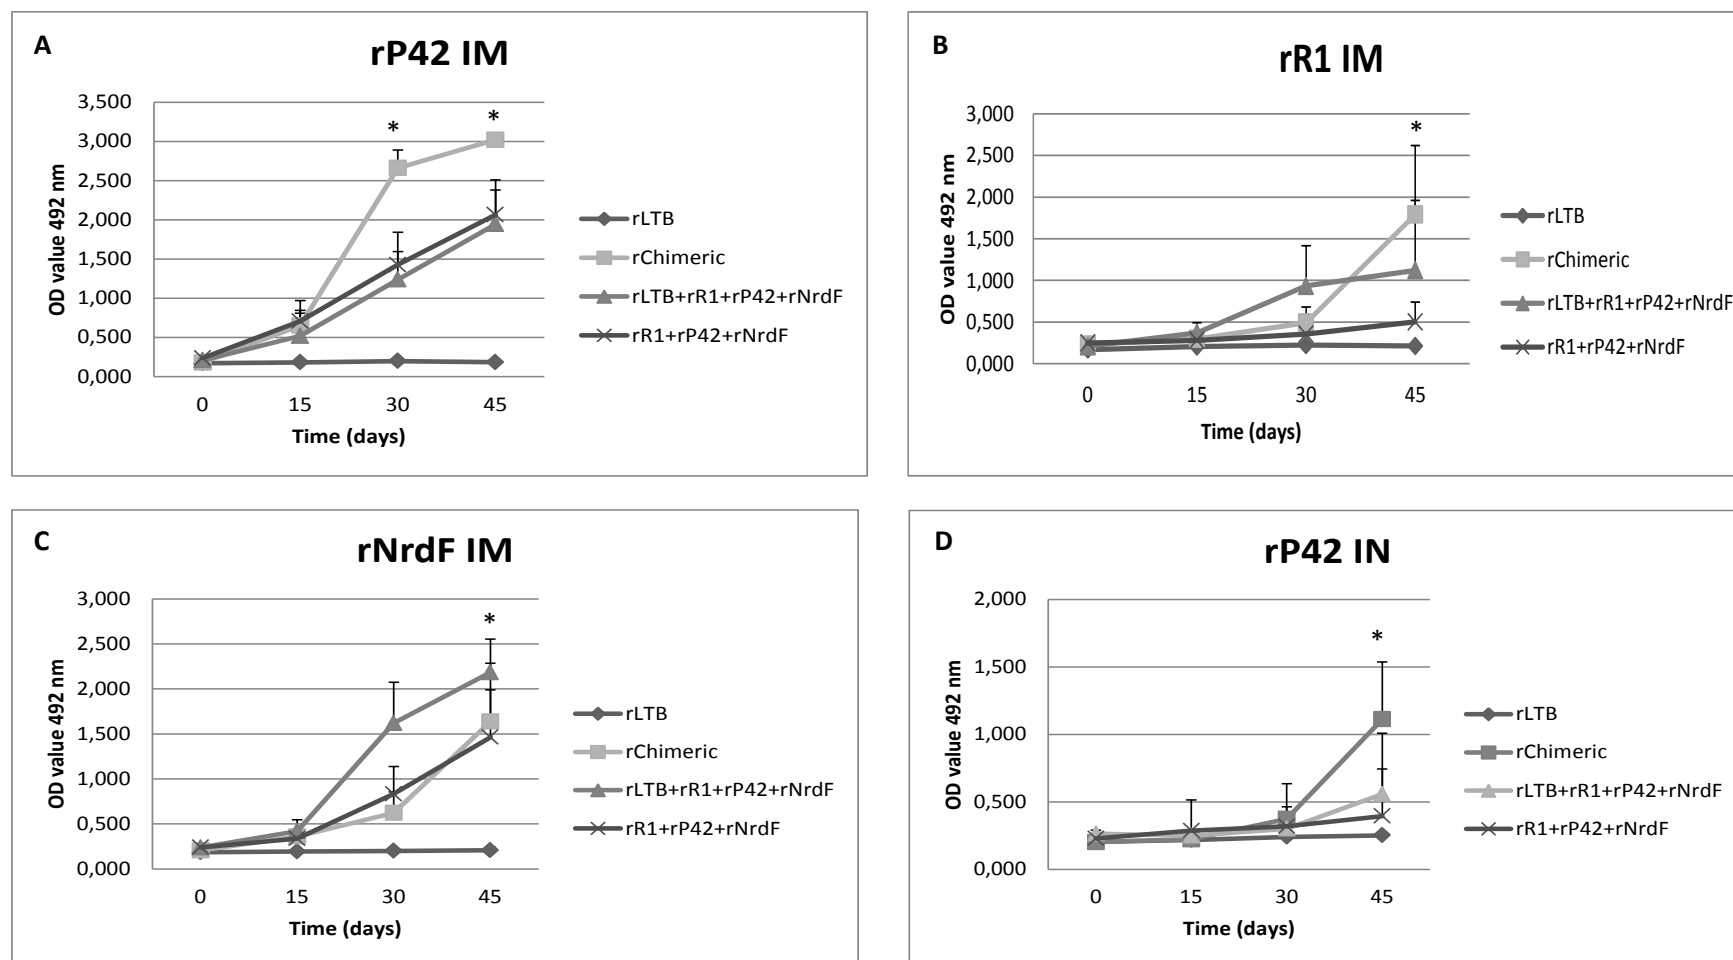 A
rP42 IM
3,500
3,000
2,500
2,000
1,500
1,000
0,500
0,000
OD value 492 nm
*
*
0 15 30 45
Time (days)
rLTB
rChimeric
rLTB+rR1+rP42+rNrdF
rR1+rP42+rNrdF
B
rR1 IM
3,000
2,500
2,000
1,500
1,000
0,500
0,000
OD value 492 nm
*
0 15 30 45
Time (days)
rLTB
rChimeric
rLTB+rR1+rP42+rNrdF
rR1+rP42+rNrdF
C
rNrdF IM
3,000
2,500
2,000
1,500
1,000
0,500
0,000
OD value 492 nm
*
0 15 30 45
Time (days)
rLTB
rChimeric
rLTB+rR1+rP42+rNrdF
rR1+rP42+rNrdF
D
rP42 IN
2,000
1,500
1,000
0,500
0,000
OD value 492 nm
*
0 15 30 45
Time (days)
rLTB
rChimeric
rLTB+rR1+rP42+rNrdF
rR1+rP42+rNrdF